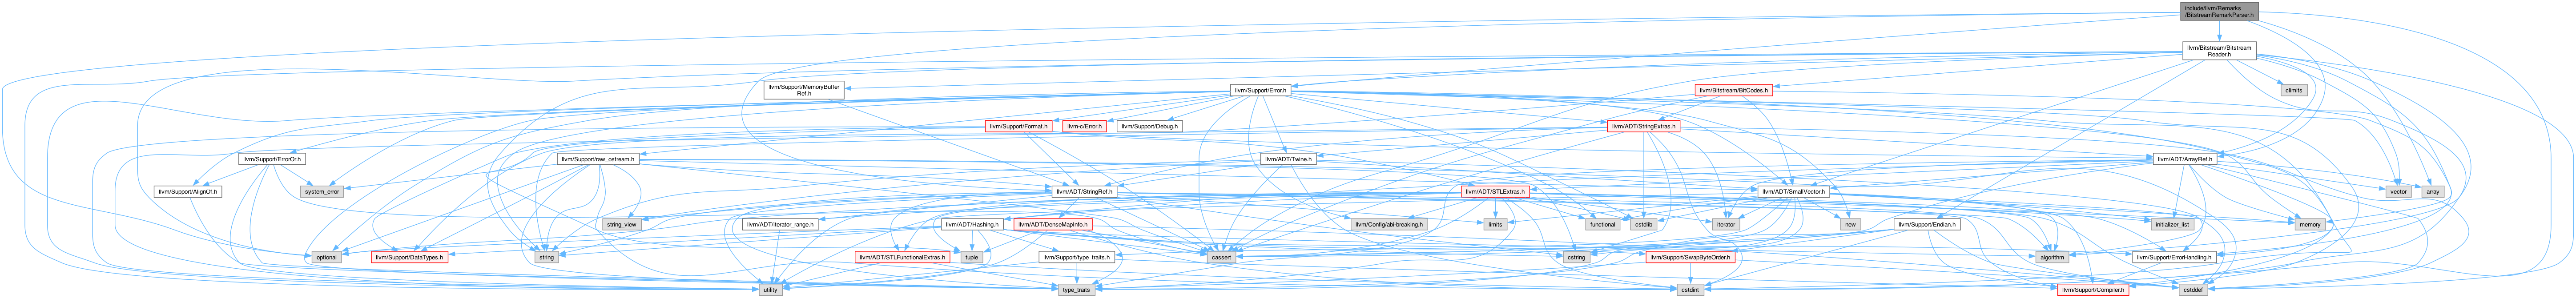 include/llvm/Remarks
/BitstreamRemarkParser.h
llvm/Bitstream/Bitstream
Reader.h
llvm/Support/MemoryBuffer
Ref.h
llvm/Support/Error.h
llvm/Bitstream/BitCodes.h
climits
llvm/Support/Format.h
llvm-c/Error.h
llvm/Support/Debug.h
llvm/ADT/StringExtras.h
llvm/Support/ErrorOr.h
llvm/Support/raw_ostream.h
llvm/ADT/Twine.h
llvm/ADT/ArrayRef.h
llvm/Support/AlignOf.h
system_error
llvm/ADT/StringRef.h
llvm/ADT/STLExtras.h
llvm/ADT/SmallVector.h
vector
array
string_view
llvm/ADT/iterator_range.h
llvm/ADT/Hashing.h
llvm/ADT/DenseMapInfo.h
llvm/Config/abi-breaking.h
limits
functional
cstdlib
iterator
new
llvm/Support/Endian.h
initializer_list
memory
optional
llvm/Support/DataTypes.h
string
llvm/ADT/STLFunctionalExtras.h
tuple
llvm/Support/type_traits.h
cassert
cstring
llvm/Support/SwapByteOrder.h
algorithm
llvm/Support/ErrorHandling.h
utility
type_traits
cstdint
llvm/Support/Compiler.h
cstddef